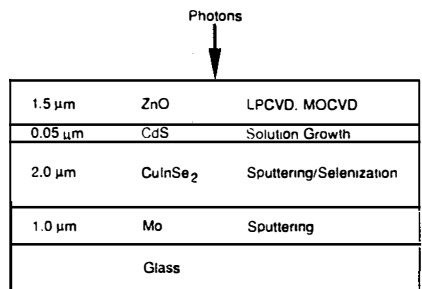 Photons
1.5 μm ZnO LPCVD. MOCVD
0.05 μm CdS Solution Growth
2.0 μm CuInSe₂ Sputtering/Selenization
1.0 μm Mo Sputtering
Glass